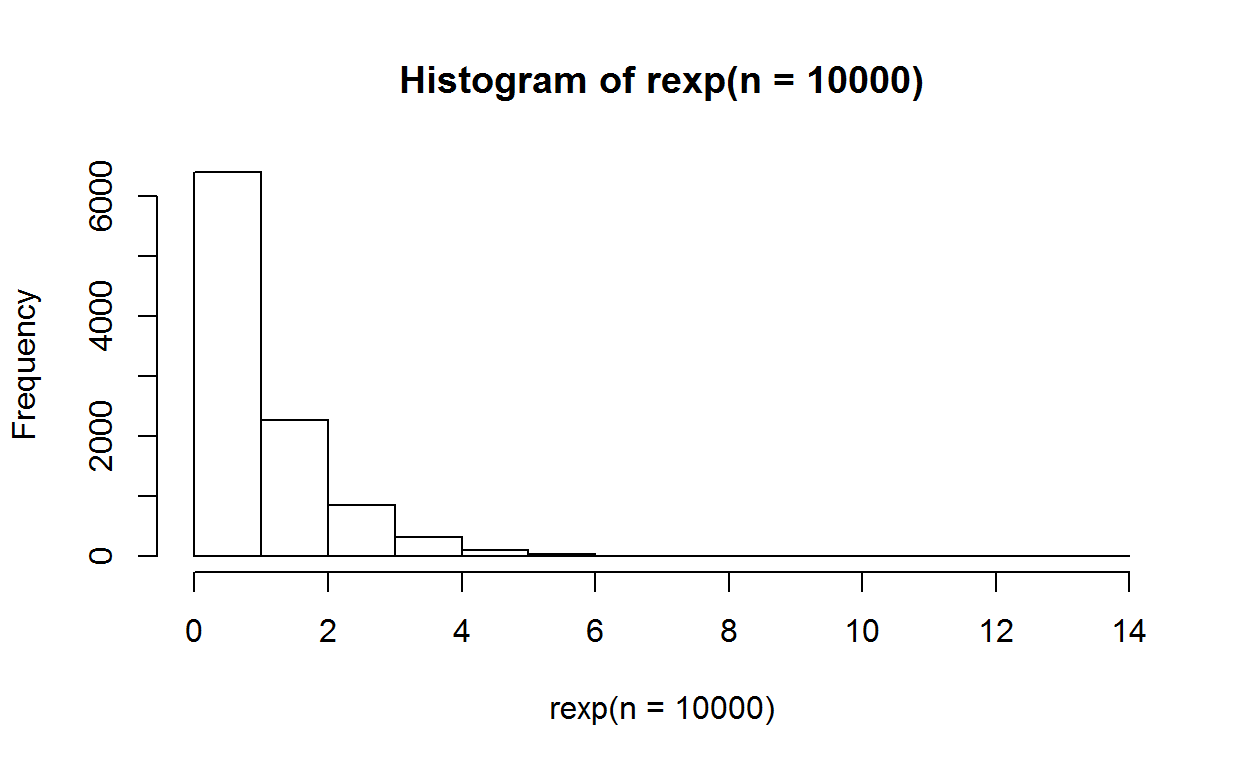 Histogram of rexp(n = 10000)
Frequency
6000
4000
2000
0
0 2 4 6 8 10 12 14
rexp(n = 10000)